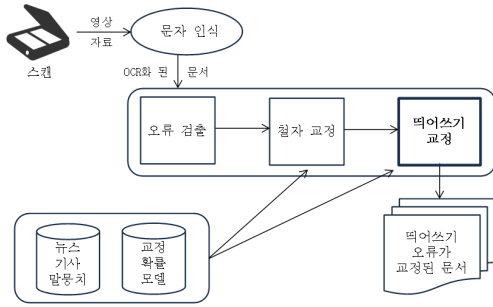 영상
자료
스캔
문자 인식
OCR화 된 문서
오류 검출
철자 교정
띄어쓰기
교정
뉴스
기사
말뭉치
교정
확률
모델
띄어쓰기
오류가
교정된 문서